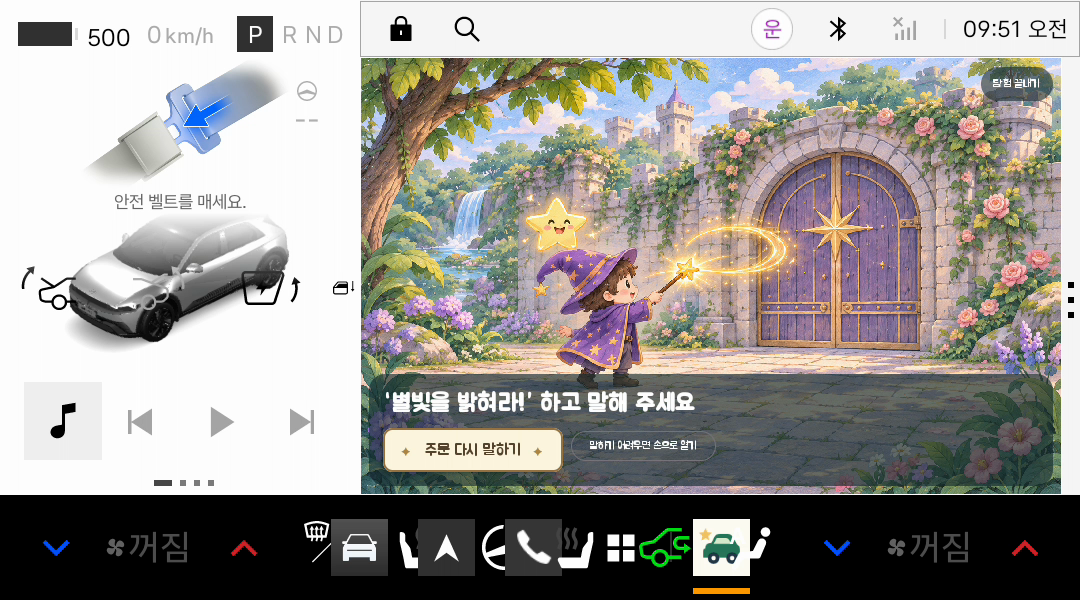 500 0 km/h P R N D
운 09:51 오전
안전 벨트를 매세요.
탐험 끝내기
'별빛을 밝혀라!' 하고 말해 주세요
주문 다시 말하기
말하기 어려우면 손으로 열기
꺼짐
꺼짐